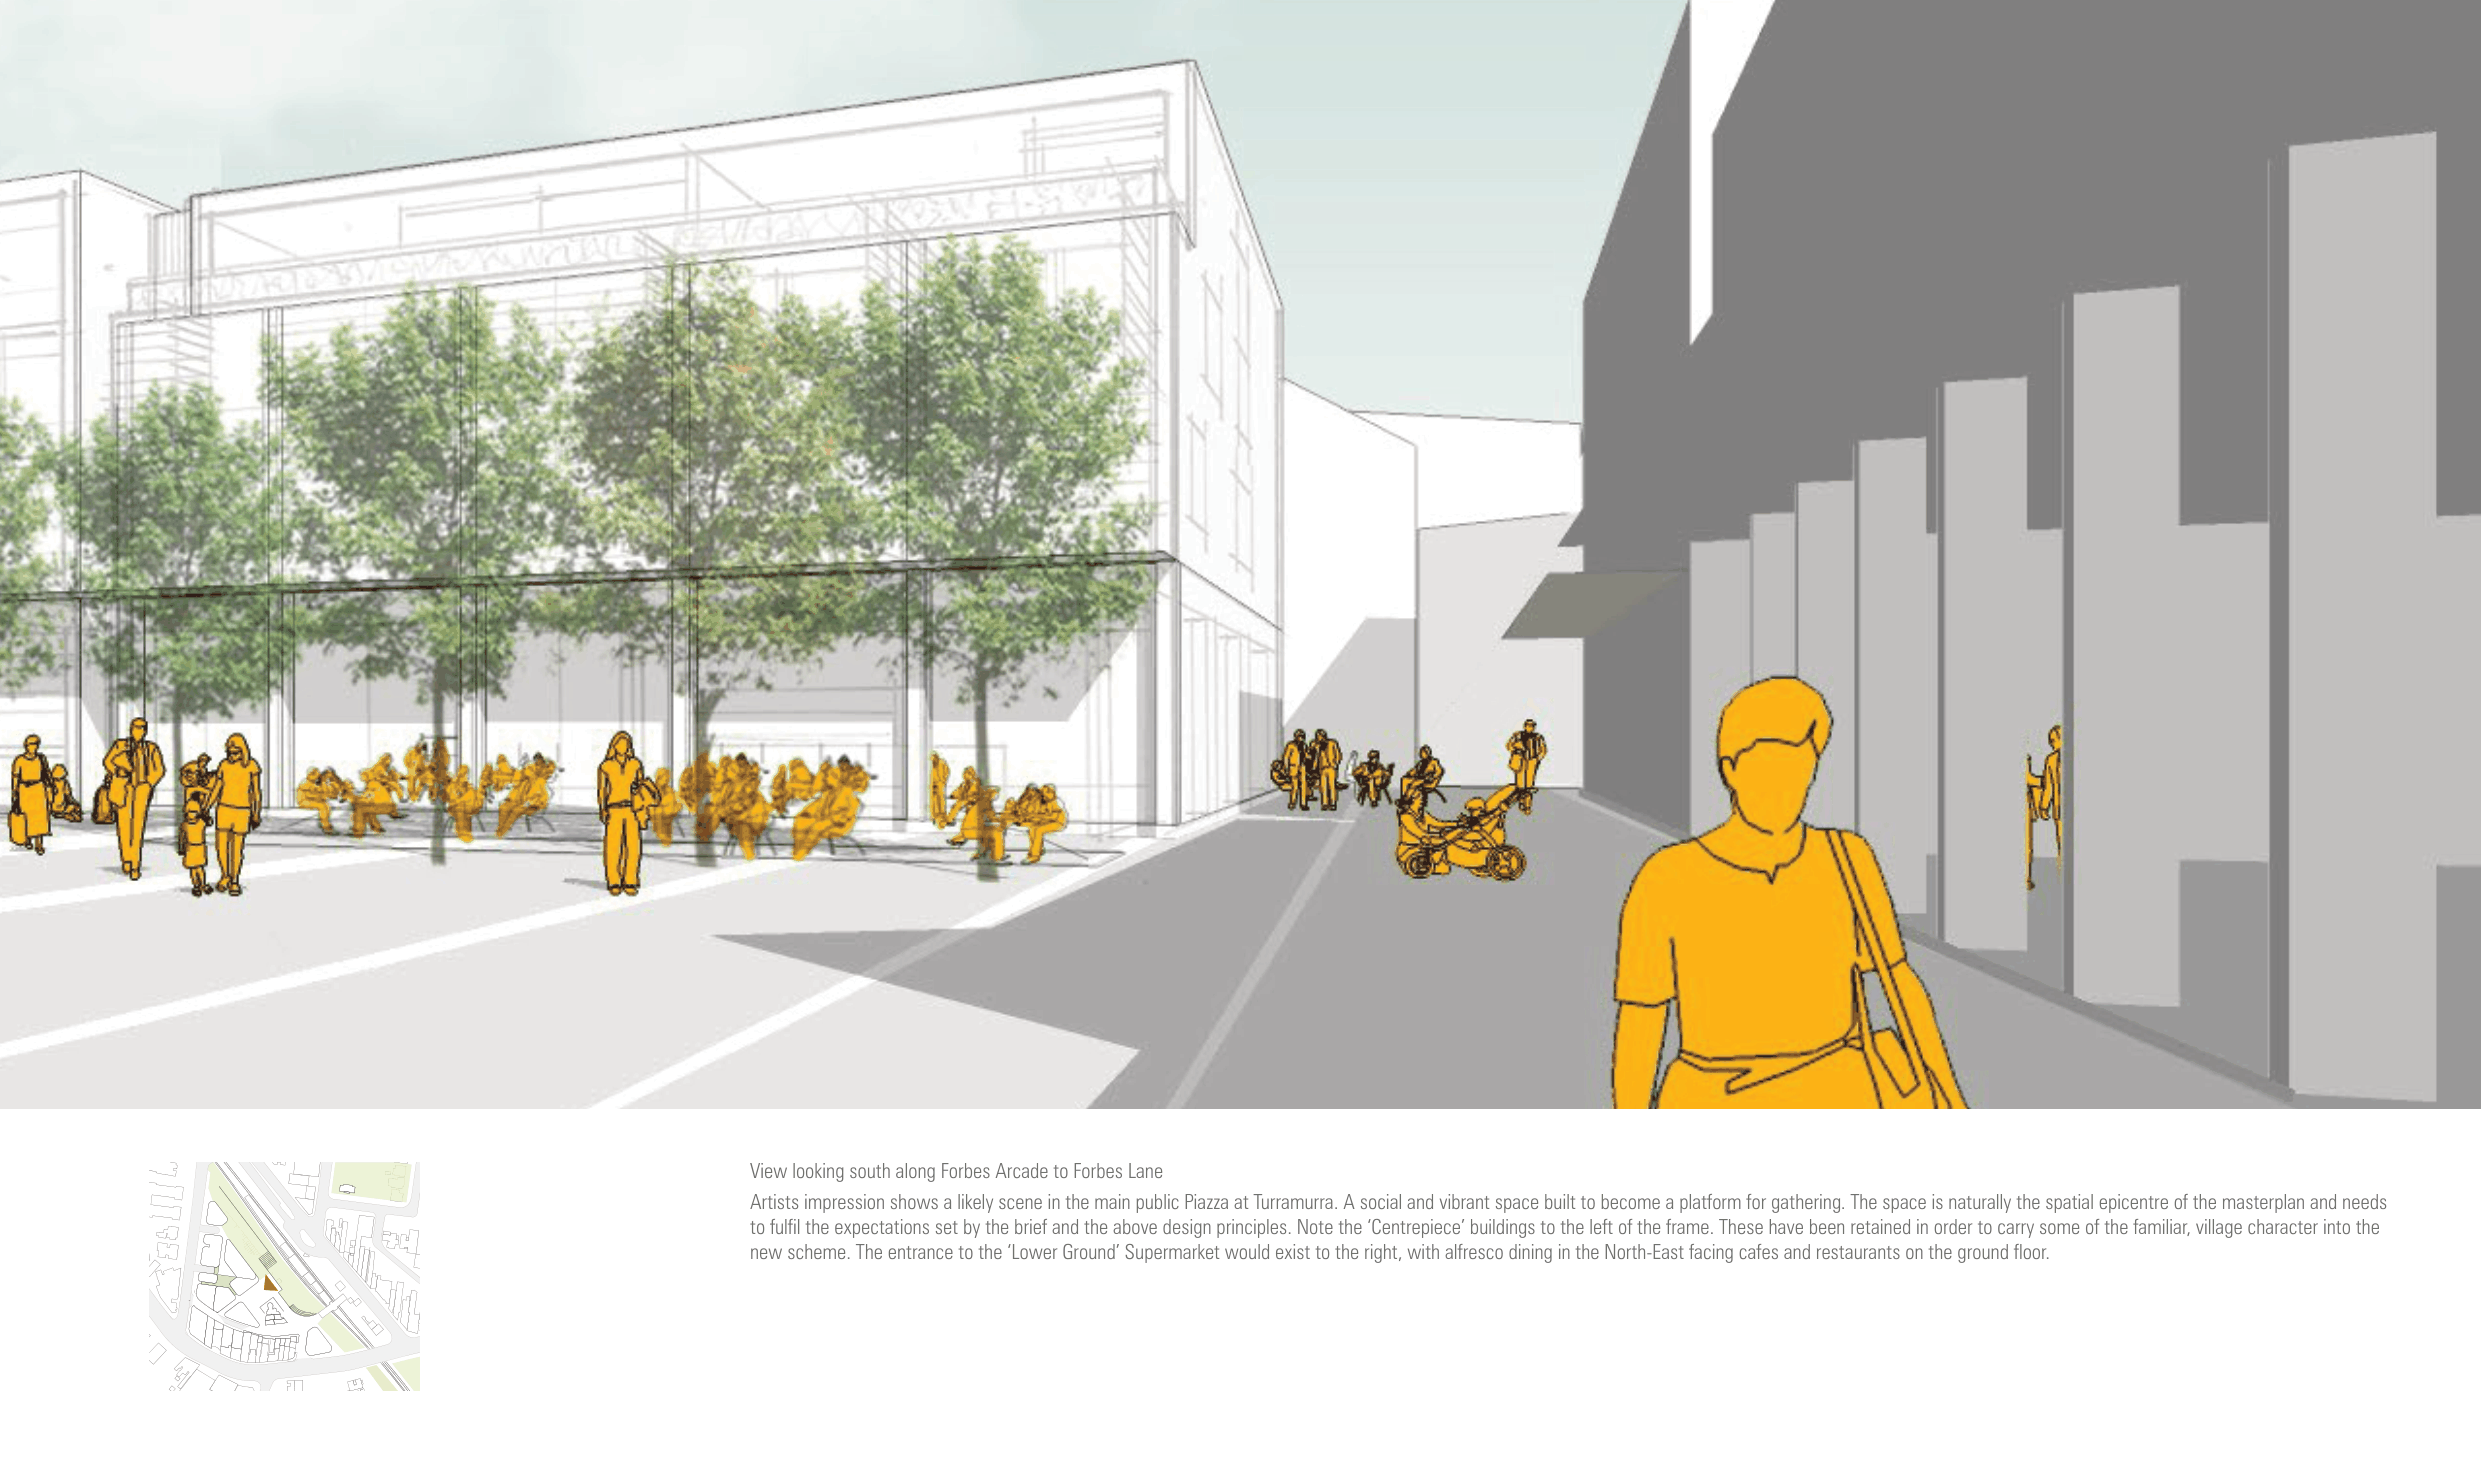 View looking south along Forbes Arcade to Forbes Lane
Artists impression shows a likely scene in the main public Piazza at Turramurra. A social and vibrant space built to become a platform for gathering. The space is naturally the spatial epicentre of the masterplan and needs
to fulfil the expectations set by the brief and the above design principles. Note the ‘Centrepiece’ buildings to the left of the frame. These have been retained in order to carry some of the familiar, village character into the
new scheme. The entrance to the ‘Lower Ground’ Supermarket would exist to the right, with alfresco dining in the North-East facing cafes and restaurants on the ground floor.